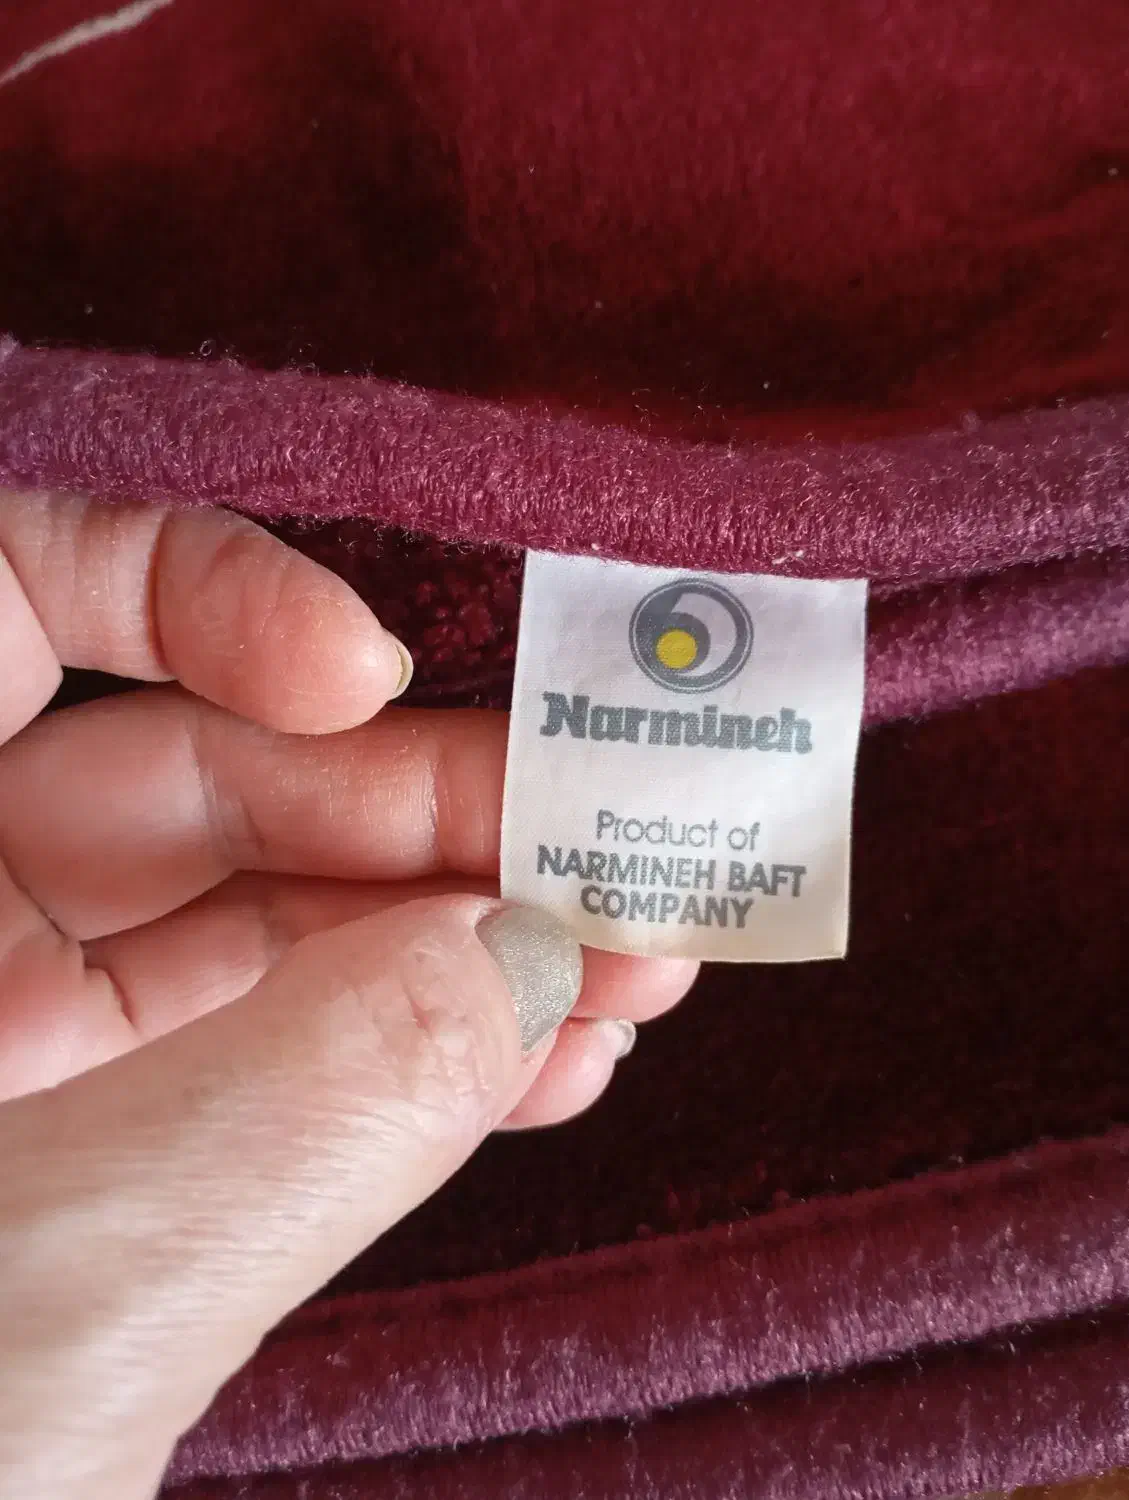 Narmineh
Product of
NARMINEH BAFT
COMPANY